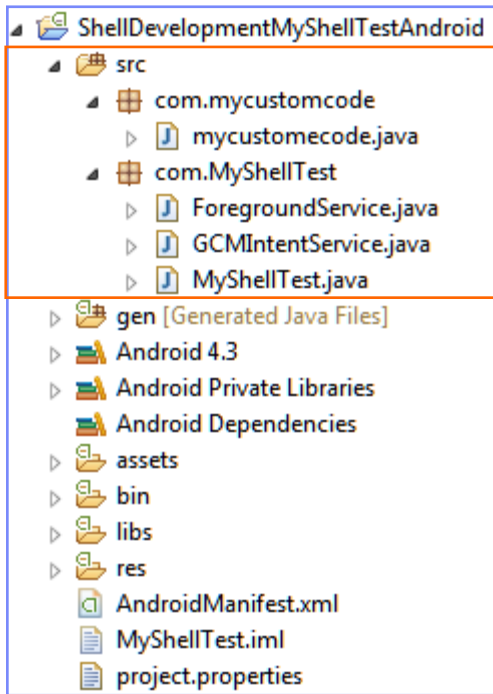 ShellDevelopmentMyShellTestAndroid
src
com.mycustomcode
mycustomecode.java
com.MyShellTest
ForegroundService.java
GCMIntentService.java
MyShellTest.java
gen [Generated Java Files]
Android 4.3
Android Private Libraries
Android Dependencies
assets
bin
libs
res
AndroidManifest.xml
MyShellTest.iml
project.properties